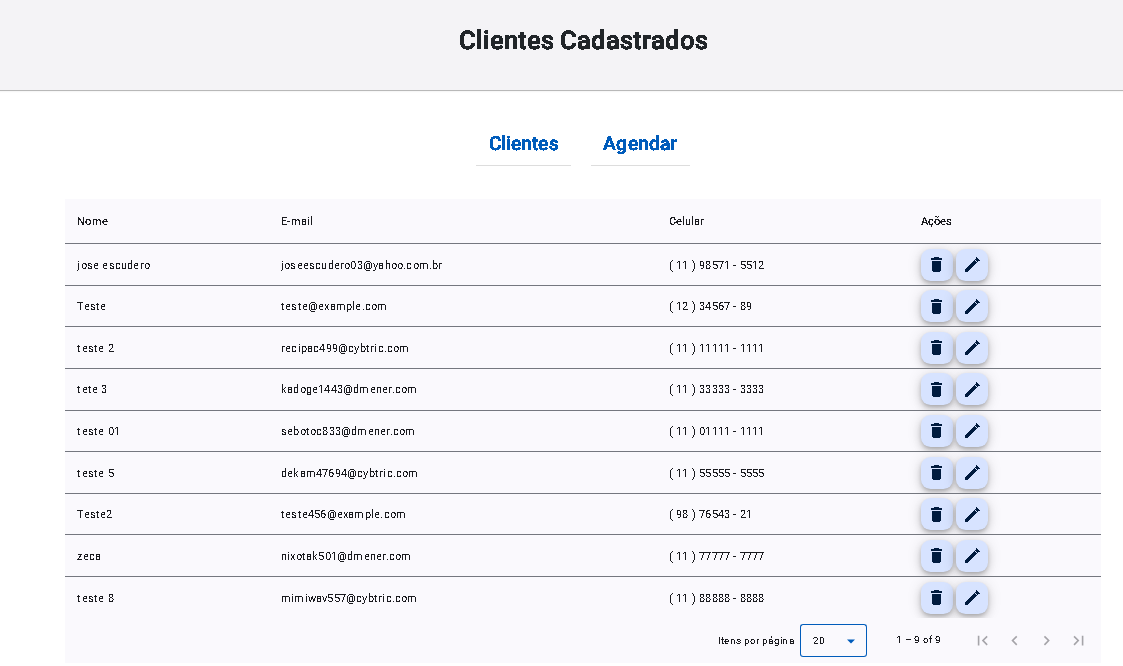 Clientes Cadastrados
Clientes Agendar
Nome E-mail Celular Ações
jose escudero joseescudero03@yahoo.com.br ( 11 ) 98571 - 5512
Teste teste@example.com ( 12 ) 34567 - 89
teste 2 recipac499@cybtric.com ( 11 ) 11111 - 1111
tete 3 kadoge1443@dmener.com ( 11 ) 33333 - 3333
teste 01 sebotoc833@dmener.com ( 11 ) 01111 - 1111
teste 5 dekam47694@cybtric.com ( 11 ) 55555 - 5555
Teste2 teste456@example.com ( 98 ) 76543 - 21
zeca nixotak501@dmener.com ( 11 ) 77777 - 7777
teste 8 mimiwav557@cybtric.com ( 11 ) 88888 - 8888
Itens por página 20 1 – 9 of 9